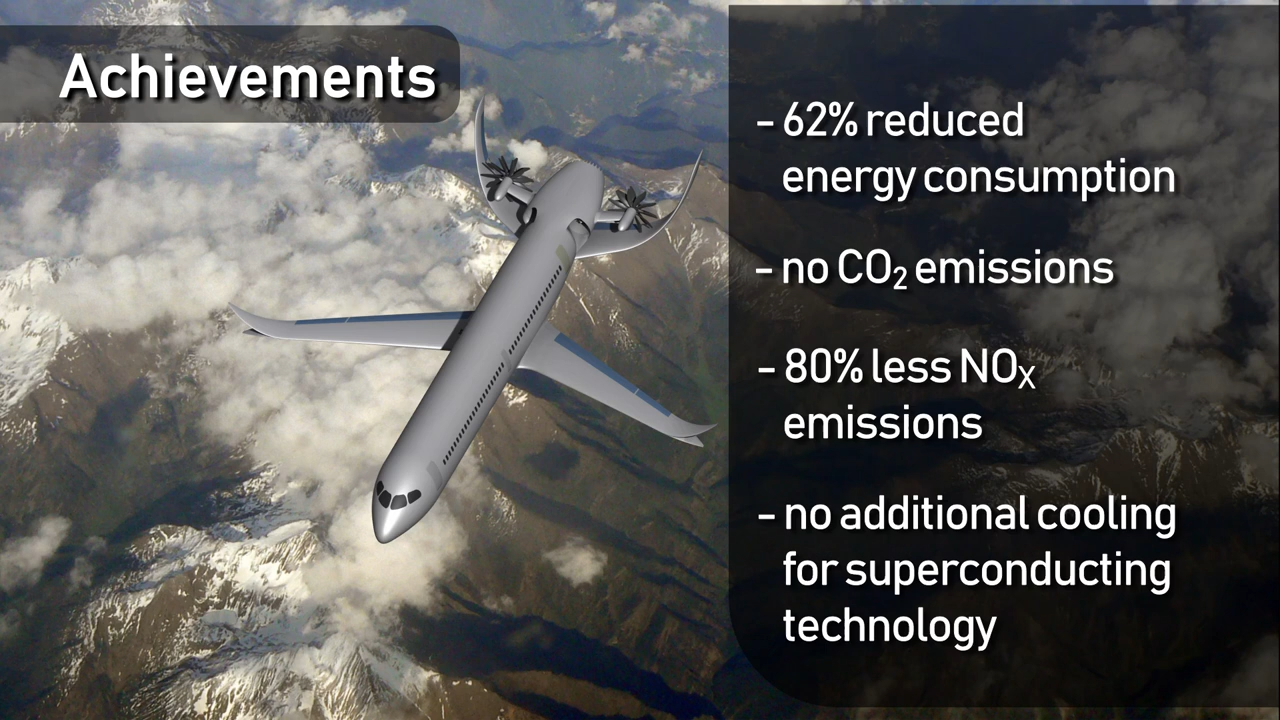 Achievements
- 62% reduced
energy consumption
- no CO₂ emissions
- 80% less NOₓ
emissions
- no additional cooling
for superconducting
technology